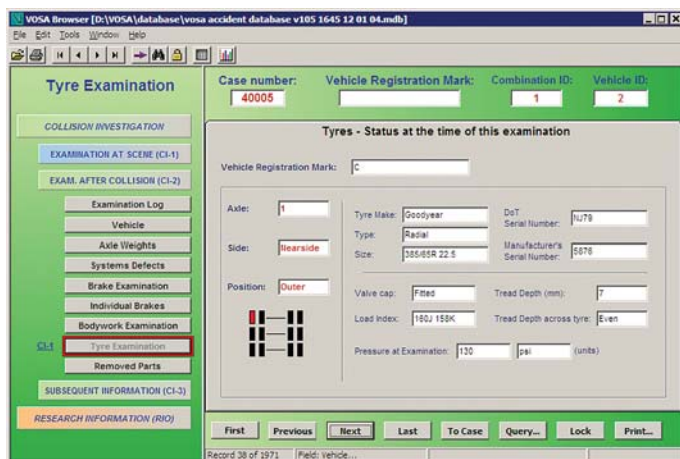 VOSA Browser [D:\VOSA\database\vosa accident database v105 1645 12 01 04.mdb]
File Edit Tools Window Help
Tyre Examination
COLLISION INVESTIGATION
EXAMINATION AT SCENE (CI-1)
EXAM. AFTER COLLISION (CI-2)
Examination Log
Vehicle
Axle Weights
Systems Defects
Brake Examination
Individual Brakes
Bodywork Examination
CI-1 Tyre Examination
Removed Parts
SUBSEQUENT INFORMATION (CI-3)
RESEARCH INFORMATION (RIO)
Case number: Vehicle Registration Mark: Combination ID: Vehicle ID:
40005 1 2
Tyres - Status at the time of this examination
Vehicle Registration Mark: C
Axle: 1
Side: Nearside
Position: Outer
Tyre Make: Goodyear
Type: Radial
Size: 385/65R 22.5
DoT Serial Number: NJ79
Manufacturer's Serial Number: 5676
Valve cap: Fitted
Tread Depth (mm): 7
Load Index: 160J 158K
Tread Depth across tyre: Even
Pressure at Examination: 130 psi (units)
First Previous Next Last To Case Query... Lock Print...
Record 38 of 1971 Field: Vehicle...